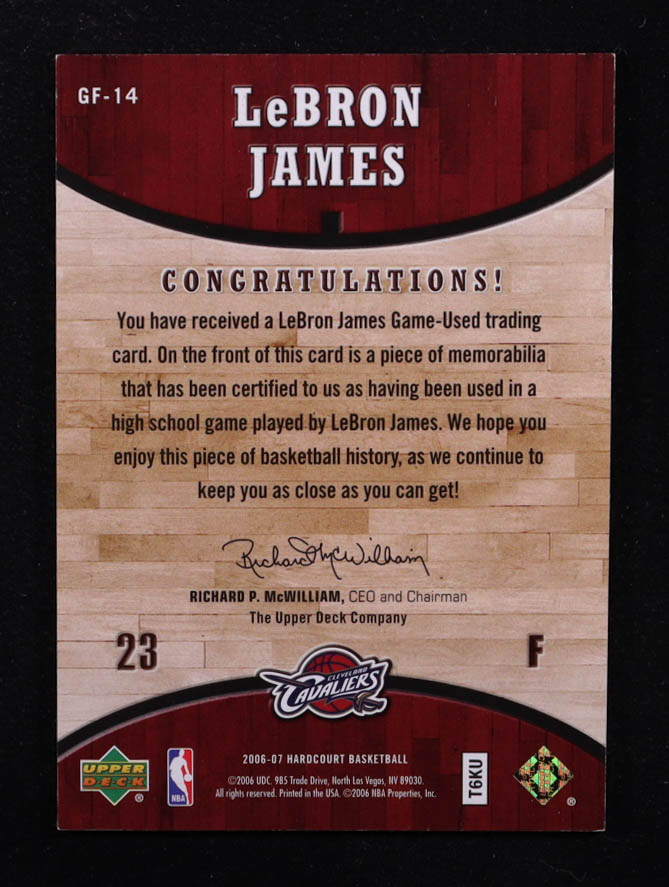 GF-14
LeBRON
JAMES
CONGRATULATIONS!
You have received a LeBron James Game-Used trading
card. On the front of this card is a piece of memorabilia
that has been certified to us as having been used in a
high school game played by LeBron James. We hope you
enjoy this piece of basketball history, as we continue to
keep you as close as you can get!
Richard McWilliam
RICHARD P. McWILLIAM, CEO and Chairman
The Upper Deck Company
23
F
CLEVELAND
CAVALIERS
2006-07 HARDCOURT BASKETBALL
UPPER
DECK
®
NBA
©2006 UDC. 985 Trade Drive, North Las Vegas, NV 89030.
All rights reserved. Printed in the USA. ©2006 NBA Properties, Inc.
T6KU
®